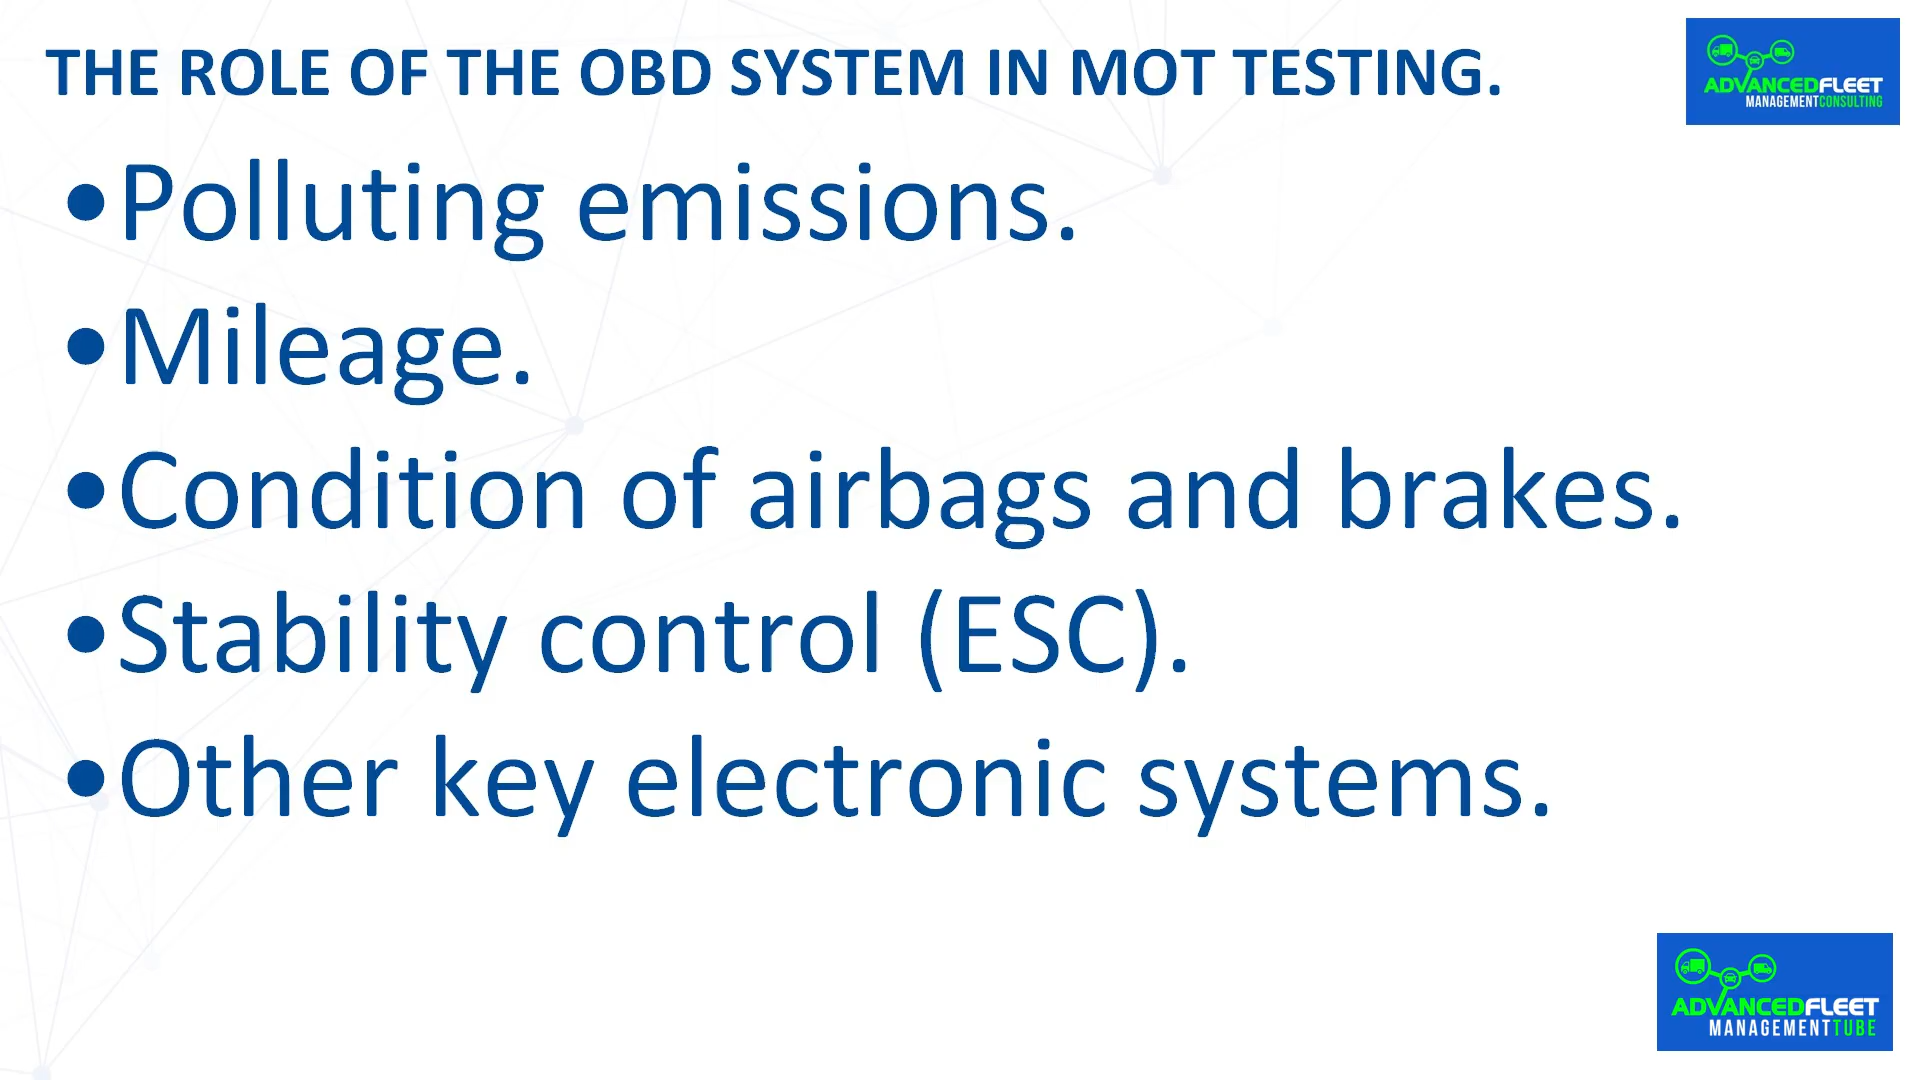 THE ROLE OF THE OBD SYSTEM IN MOT TESTING.
ADVANCEDFLEET
MANAGEMENTCONSULTING
•Polluting emissions.
•Mileage.
•Condition of airbags and brakes.
•Stability control (ESC).
•Other key electronic systems.
ADVANCEDFLEET
MANAGEMENTTUBE